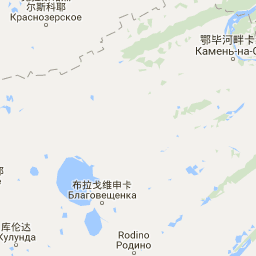 尔斯科耶
Краснозерское
鄂毕河畔卡
Камень-на-О
布拉戈维申卡
Благовещенка
库伦达
Кулунда
Rodino
Родино